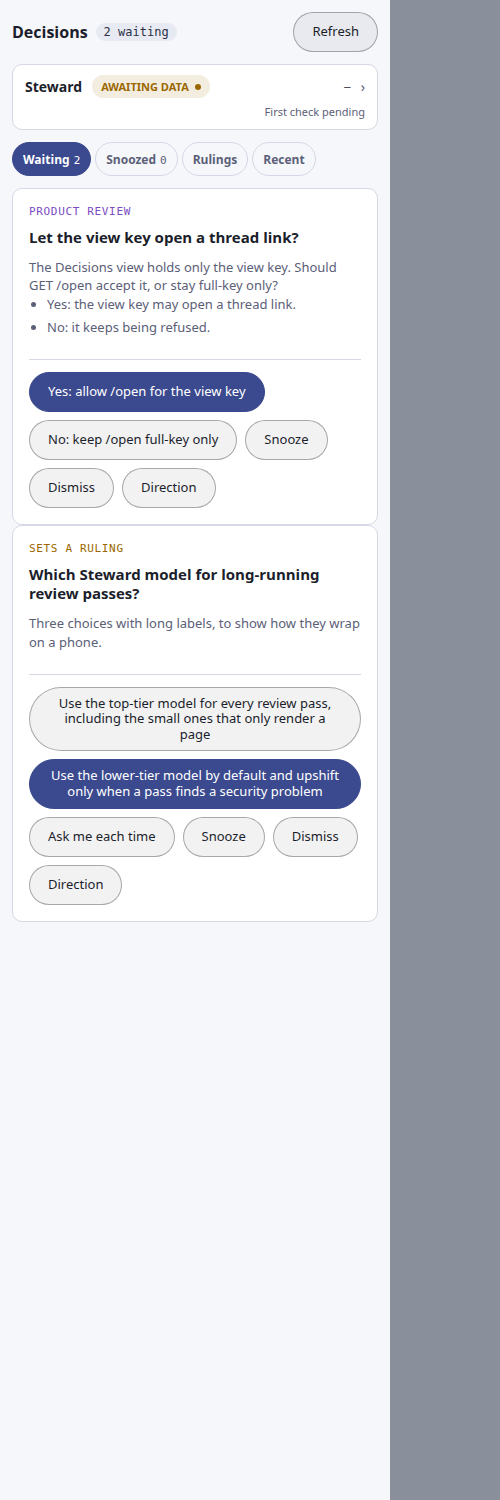 Decisions 2 waiting Refresh
Steward AWAITING DATA – ›
First check pending
Waiting 2 Snoozed 0 Rulings Recent
PRODUCT REVIEW
Let the view key open a thread link?
The Decisions view holds only the view key. Should
GET /open accept it, or stay full-key only?
• Yes: the view key may open a thread link.
• No: it keeps being refused.
Yes: allow /open for the view key
No: keep /open full-key only Snooze
Dismiss Direction
SETS A RULING
Which Steward model for long-running
review passes?
Three choices with long labels, to show how they wrap
on a phone.
Use the top-tier model for every review pass,
including the small ones that only render a
page
Use the lower-tier model by default and upshift
only when a pass finds a security problem
Ask me each time Snooze Dismiss
Direction